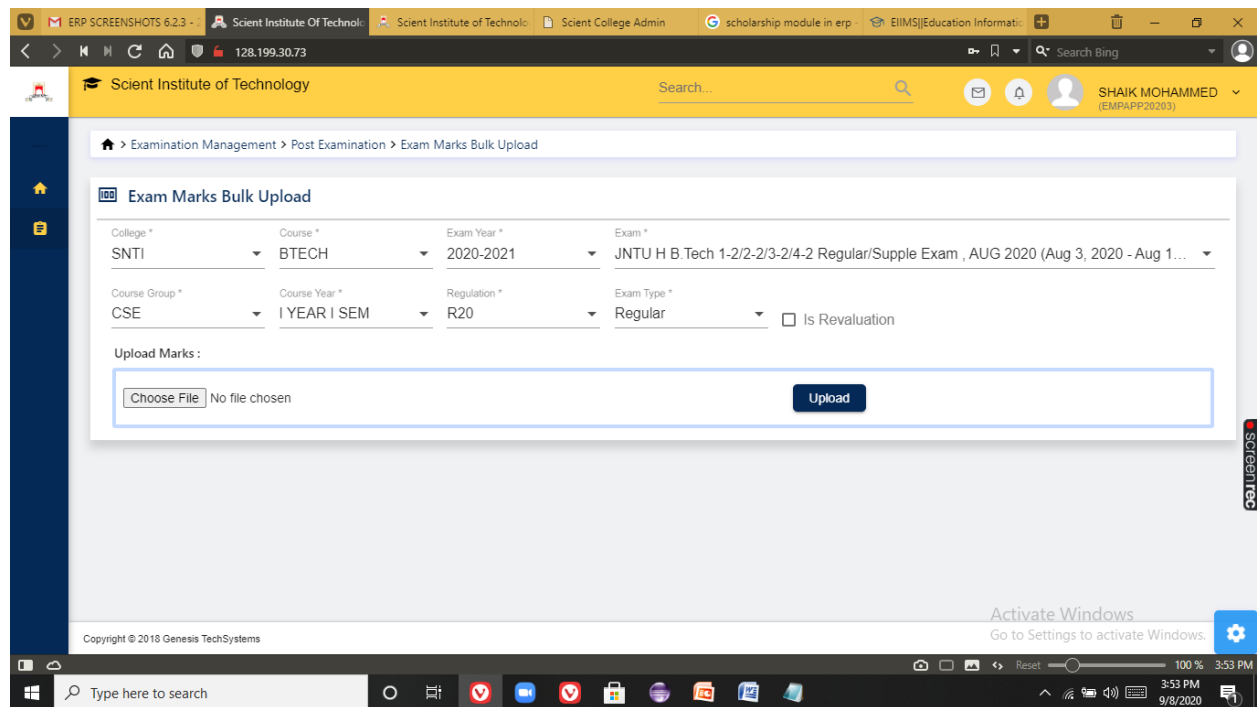 ERP SCREENSHOTS 6.2.3 - 2 Scient Institute Of Technolo Scient Institute of Technolo Scient College Admin scholarship module in erp - EIIMS||Education Informatic
128.199.30.73 Search Bing
Scient Institute of Technology Search... SHAIK MOHAMMED
(EMPAPP20203)
> Examination Management > Post Examination > Exam Marks Bulk Upload
Exam Marks Bulk Upload
College * Course * Exam Year * Exam *
SNTI BTECH 2020-2021 JNTU H B.Tech 1-2/2-2/3-2/4-2 Regular/Supple Exam , AUG 2020 (Aug 3, 2020 - Aug 1...
Course Group * Course Year * Regulation * Exam Type *
CSE I YEAR I SEM R20 Regular Is Revaluation
Upload Marks :
Choose File No file chosen Upload
screenrec
Activate Windows
Go to Settings to activate Windows.
Copyright © 2018 Genesis TechSystems
Reset 100 % 3:53 PM
Type here to search 3:53 PM
9/8/2020